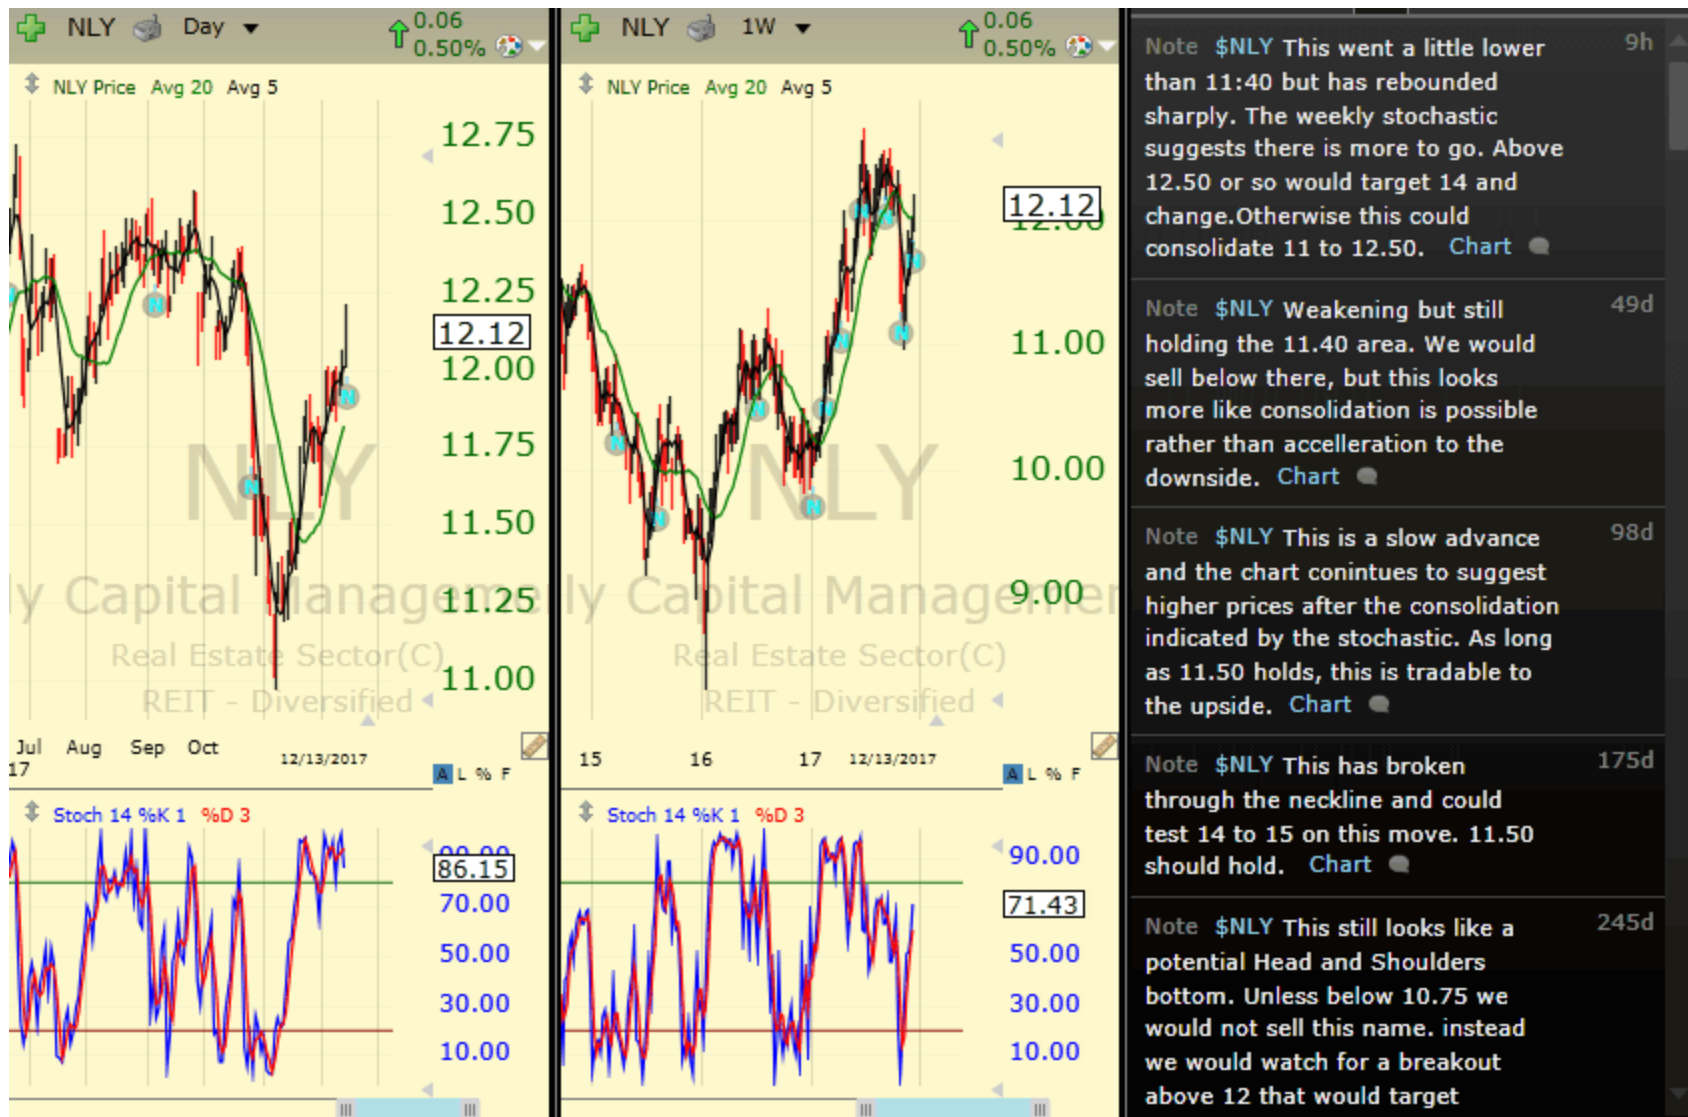 NLY Day 0.06
0.50%
NLY Price Avg 20 Avg 5
12.75
12.50
12.25
12.12
12.00
11.75
11.50
11.25
11.00
N
N
N
NLY
y Capital Managemen
Real Estate Sector(C)
REIT - Diversified
Jul Aug Sep Oct
17
12/13/2017
A L % F
Stoch 14 %K 1 %D 3
90.00
86.15
70.00
50.00
30.00
10.00
NLY 1W 0.06
0.50%
NLY Price Avg 20 Avg 5
12.12
12.00
11.00
10.00
9.00
N
N
N
N
N
N
N
N
N
N
NLY
ly Capital Managemen
Real Estate Sector(C)
REIT - Diversified
15 16 17 12/13/2017
A L % F
Stoch 14 %K 1 %D 3
90.00
71.43
50.00
30.00
10.00
Note $NLY This went a little lower 9h
than 11:40 but has rebounded
sharply. The weekly stochastic
suggests there is more to go. Above
12.50 or so would target 14 and
change.Otherwise this could
consolidate 11 to 12.50. Chart
Note $NLY Weakening but still 49d
holding the 11.40 area. We would
sell below there, but this looks
more like consolidation is possible
rather than accelleration to the
downside. Chart
Note $NLY This is a slow advance 98d
and the chart conintues to suggest
higher prices after the consolidation
indicated by the stochastic. As long
as 11.50 holds, this is tradable to
the upside. Chart
Note $NLY This has broken 175d
through the neckline and could
test 14 to 15 on this move. 11.50
should hold. Chart
Note $NLY This still looks like a 245d
potential Head and Shoulders
bottom. Unless below 10.75 we
would not sell this name. instead
we would watch for a breakout
above 12 that would target